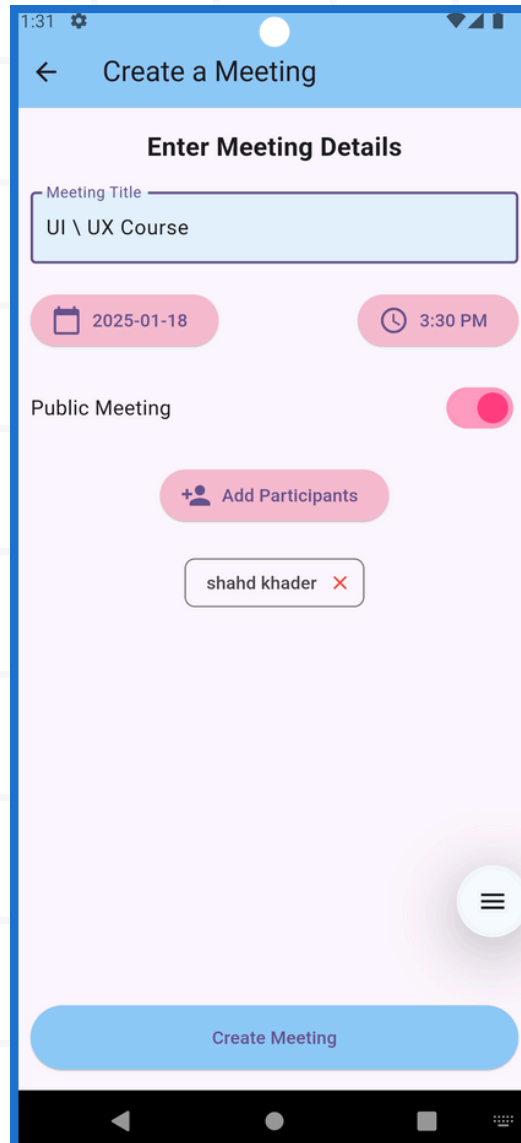 1:31
Create a Meeting
Enter Meeting Details
Meeting Title
UI \ UX Course
2025-01-18
3:30 PM
Public Meeting
Add Participants
shahd khader
Create Meeting